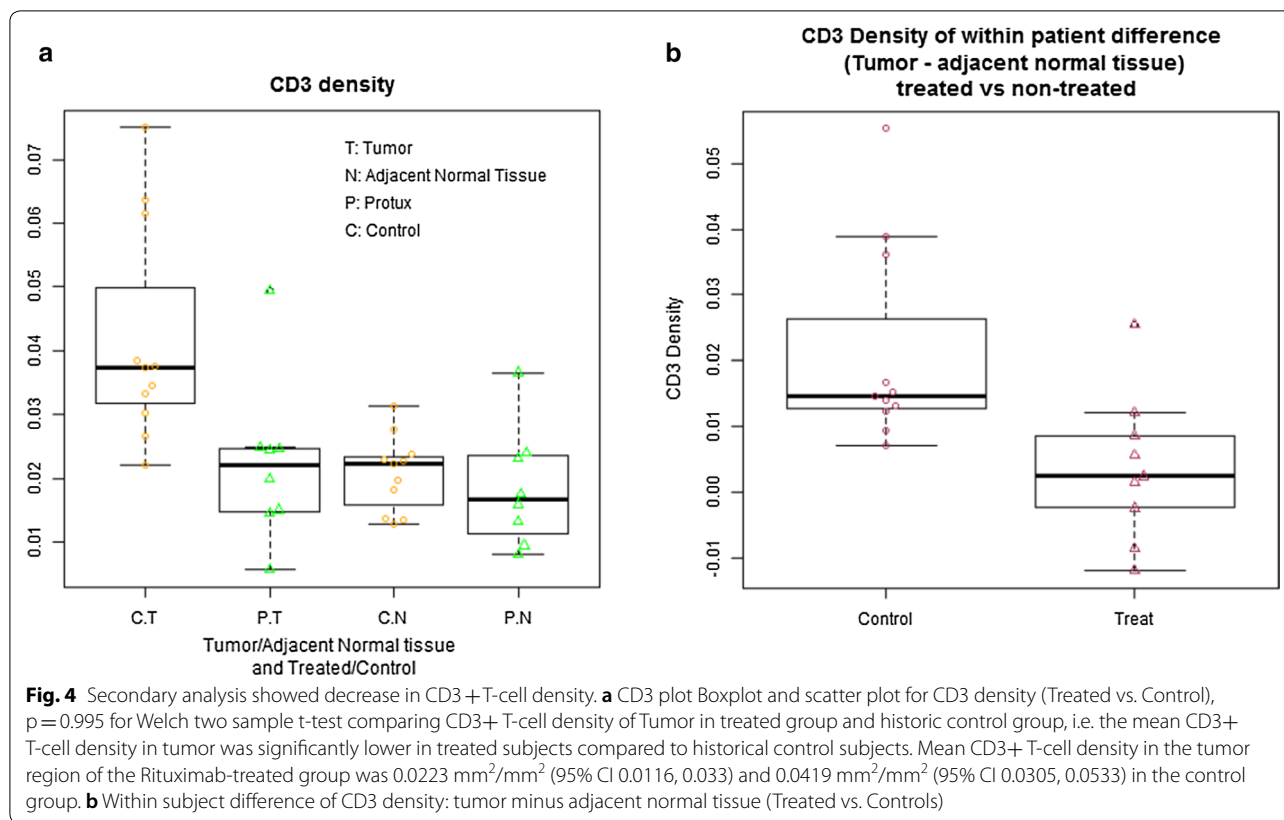 a
CD3 density
0.07
0.06
0.05
0.04
0.03
0.02
0.01
T: Tumor
N: Adjacent Normal Tissue
P: Protux
C: Control
C.T P.T C.N P.N
Tumor/Adjacent Normal tissue
and Treated/Control
b
CD3 Density of within patient difference
(Tumor - adjacent normal tissue)
treated vs non-treated
CD3 Density
0.05
0.04
0.03
0.02
0.01
0.00
-0.01
Control Treat
Fig. 4 Secondary analysis showed decrease in CD3+T-cell density. a CD3 plot Boxplot and scatter plot for CD3 density (Treated vs. Control),
p=0.995 for Welch two sample t-test comparing CD3+ T-cell density of Tumor in treated group and historic control group, i.e. the mean CD3+
T-cell density in tumor was significantly lower in treated subjects compared to historical control subjects. Mean CD3+ T-cell density in the tumor
region of the Rituximab-treated group was 0.0223 mm²/mm² (95% CI 0.0116, 0.033) and 0.0419 mm²/mm² (95% CI 0.0305, 0.0533) in the control
group. b Within subject difference of CD3 density: tumor minus adjacent normal tissue (Treated vs. Controls)